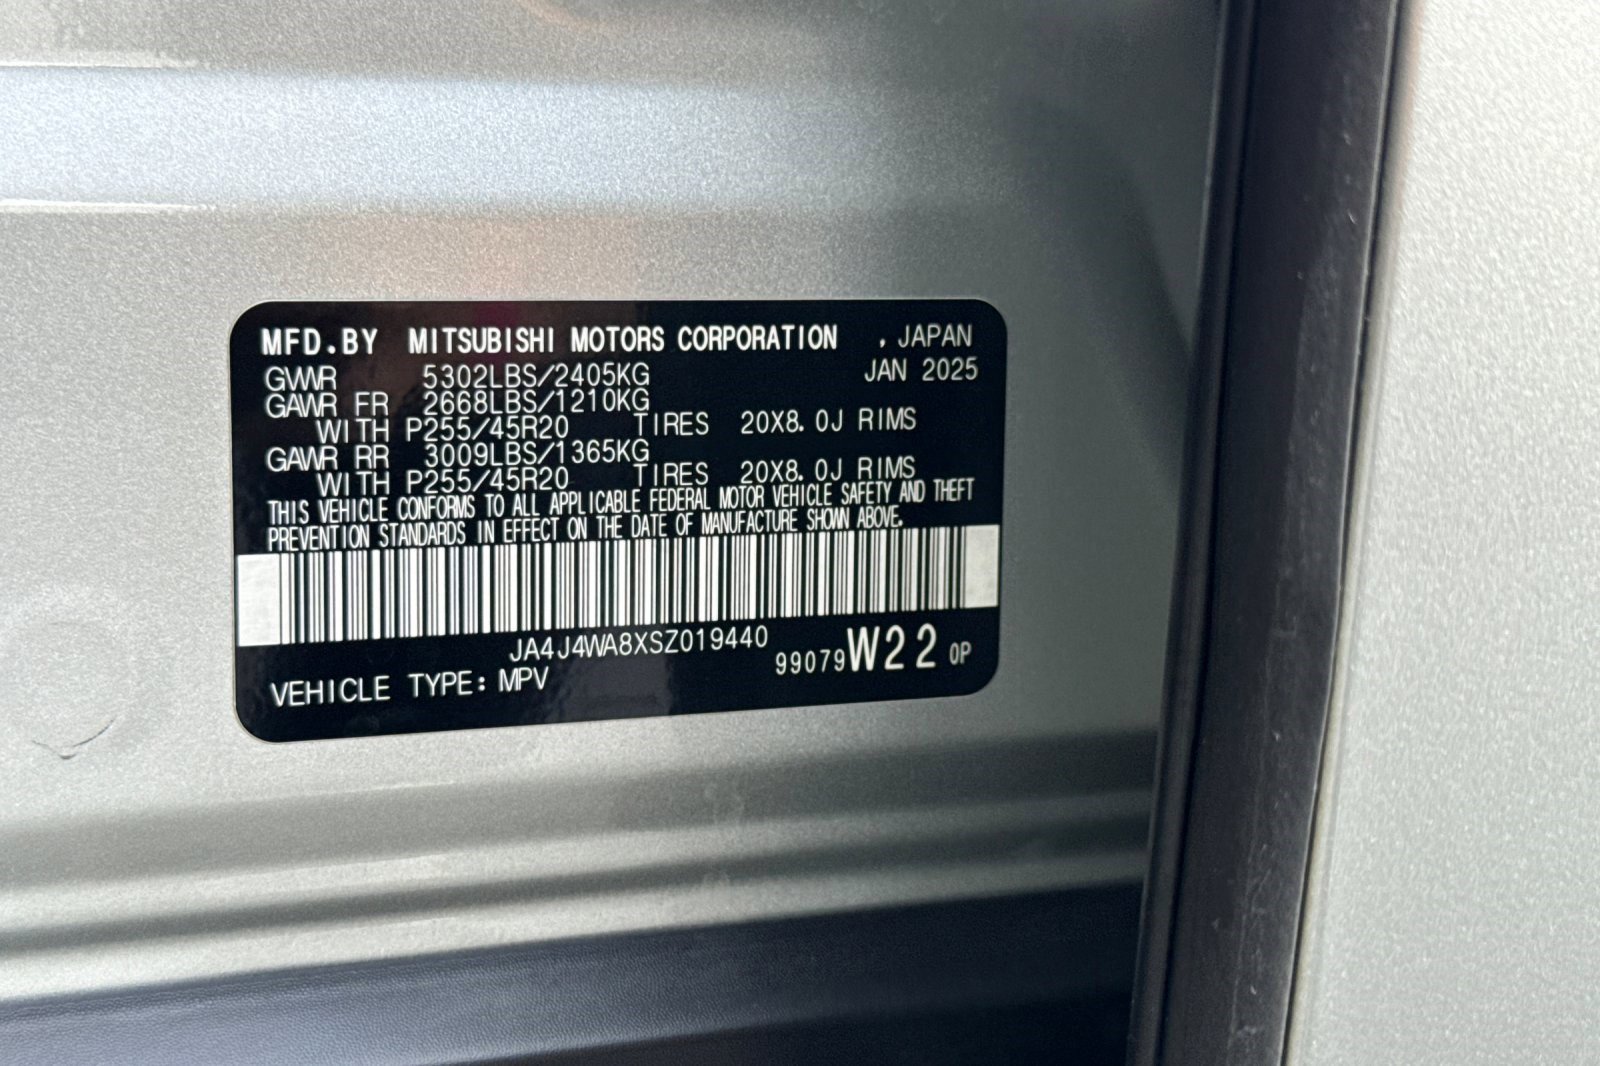 MFD.BY MITSUBISHI MOTORS CORPORATION , JAPAN
GVWR 5302LBS/2405KG JAN 2025
GAWR FR 2668LBS/1210KG
WITH P255/45R20 TIRES 20X8.0J RIMS
GAWR RR 3009LBS/1365KG
WITH P255/45R20 TIRES 20X8.0J RIMS
THIS VEHICLE CONFORMS TO ALL APPLICABLE FEDERAL MOTOR VEHICLE SAFETY AND THEFT
PREVENTION STANDARDS IN EFFECT ON THE DATE OF MANUFACTURE SHOWN ABOVE.
JA4J4WA8XSZ019440
99079W22 0P
VEHICLE TYPE: MPV